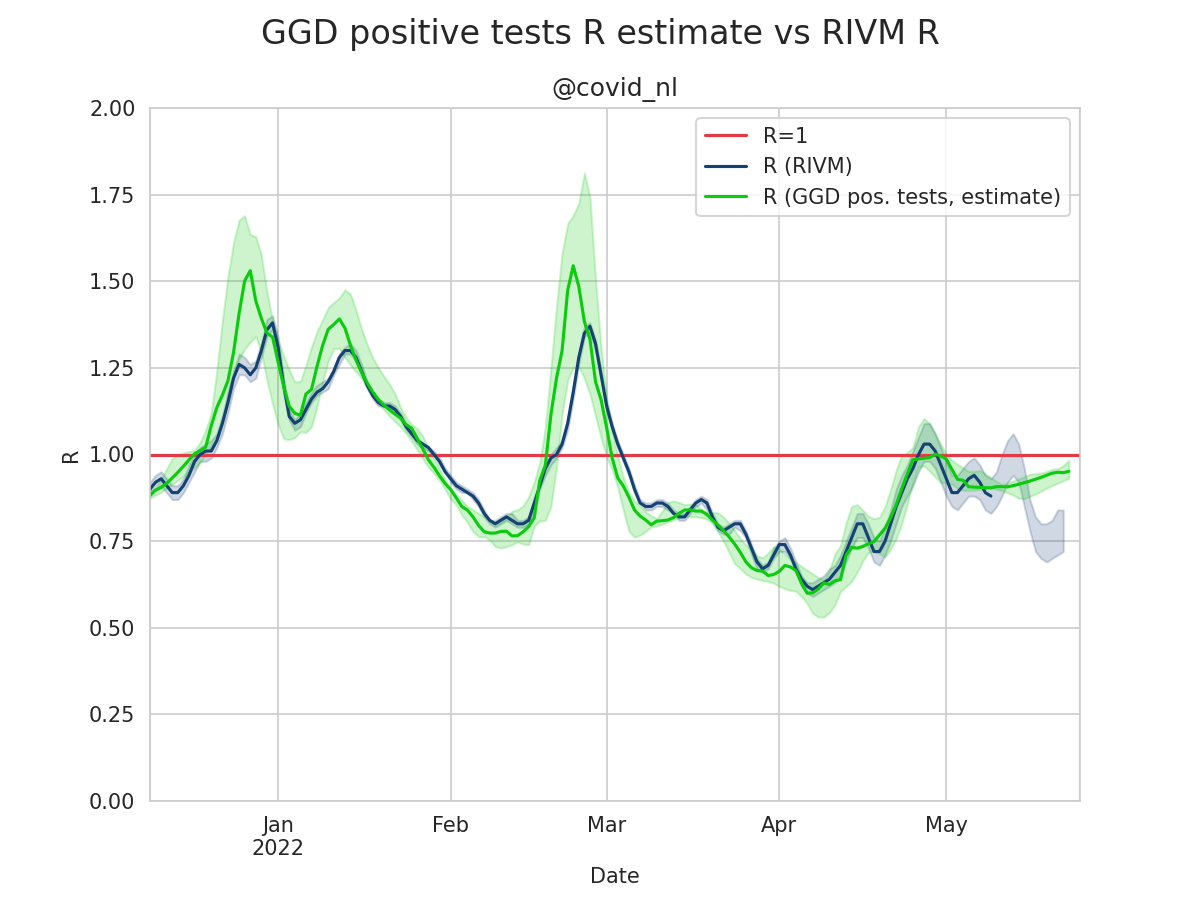 GGD positive tests R estimate vs RIVM R
@covid_nl
R=1
R (RIVM)
R (GGD pos. tests, estimate)
R
2.00
1.75
1.50
1.25
1.00
0.75
0.50
0.25
0.00
Jan Feb Mar Apr May
2022
Date